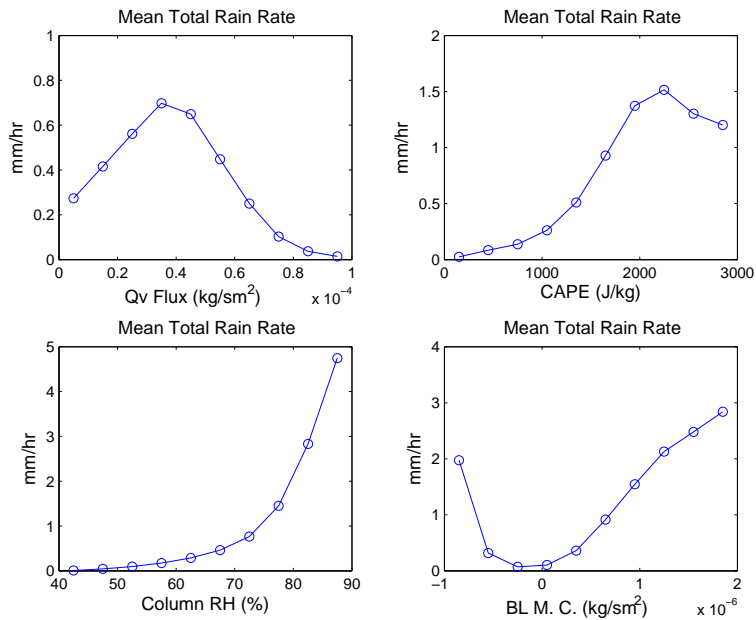 Mean Total Rain Rate
mm/hr
1
0.8
0.6
0.4
0.2
0
0 0.2 0.4 0.6 0.8 1
Qv Flux (kg/sm²) x 10⁻⁴
Mean Total Rain Rate
mm/hr
2
1.5
1
0.5
0
0 1000 2000 3000
CAPE (J/kg)
Mean Total Rain Rate
mm/hr
5
4
3
2
1
0
40 50 60 70 80 90
Column RH (%)
Mean Total Rain Rate
mm/hr
4
3
2
1
0
−1 0 1 2
BL M. C. (kg/sm²) x 10⁻⁶